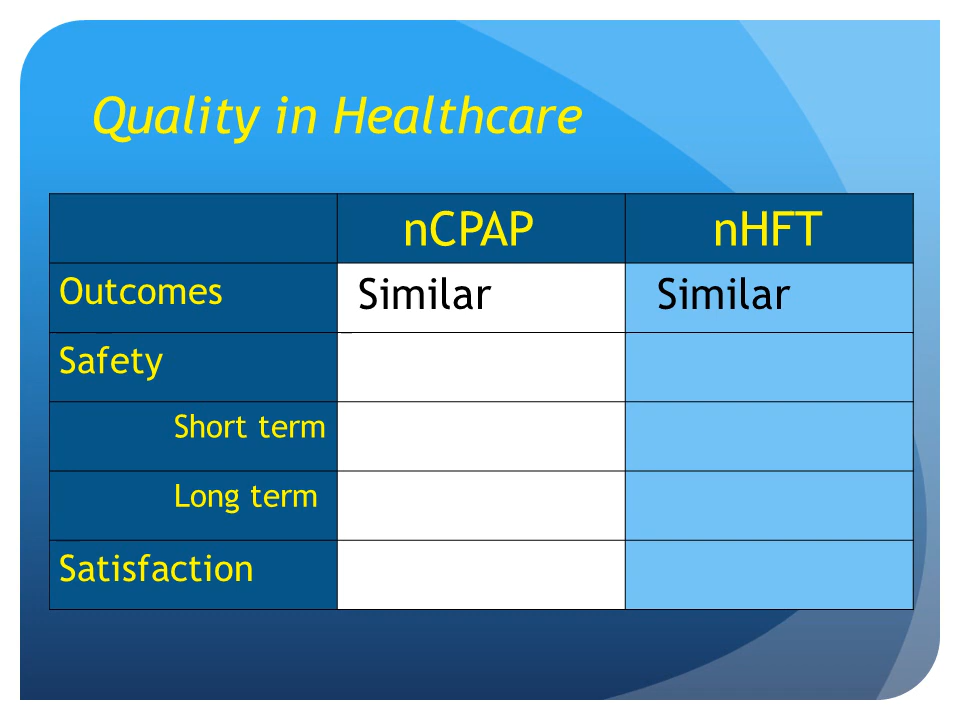 Quality in Healthcare
nCPAP nHFT
Outcomes Similar Similar
Safety
Short term
Long term
Satisfaction